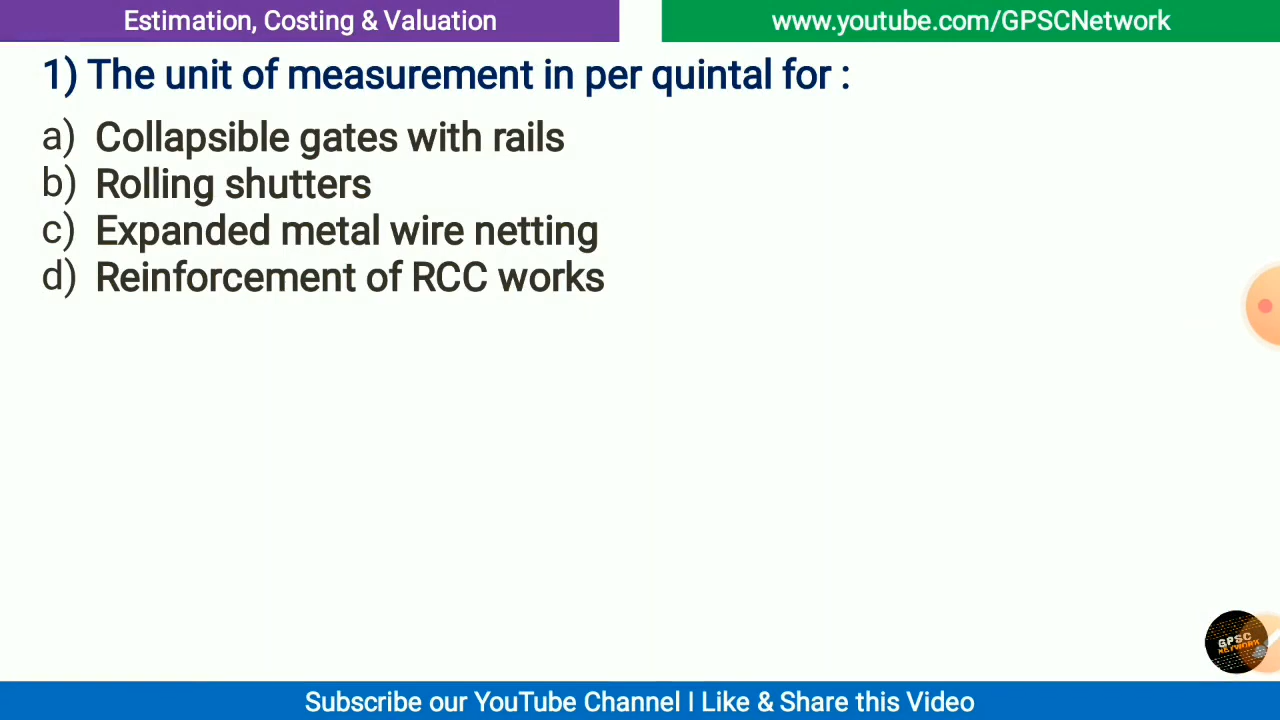 Estimation, Costing & Valuation
www.youtube.com/GPSCNetwork
1) The unit of measurement in per quintal for :
a) Collapsible gates with rails
b) Rolling shutters
c) Expanded metal wire netting
d) Reinforcement of RCC works
GPSC
NETWORK
Subscribe our YouTube Channel I Like & Share this Video